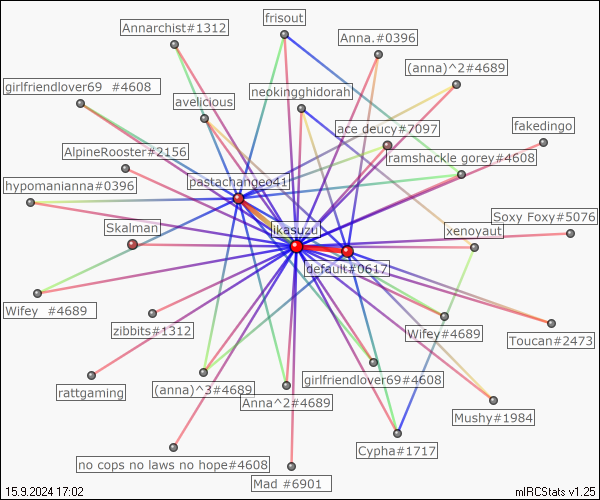 frisout
Annarchist#1312
Anna.#0396
(anna)^2#4689
girlfriendlover69 #4608
neokingghidorah
avelicious
ace deucy#7097
fakedingo
AlpineRooster#2156
ramshackle gorey#4608
pastachangeo41
hypomanianna#0396
Soxy Foxy#5076
Skalman
likasuzu
xenoyaut
default#0617
Wifey #4689
zibbits#1312
Wifey#4689
Toucan#2473
rattgaming
(anna)^3#4689
girlfriendlover69#4608
Anna^2#4689
Mushy#1984
Cypha#1717
no cops no laws no hope#4608
Mad #6901
15.9.2024 17:02
mIRCStats v1.25